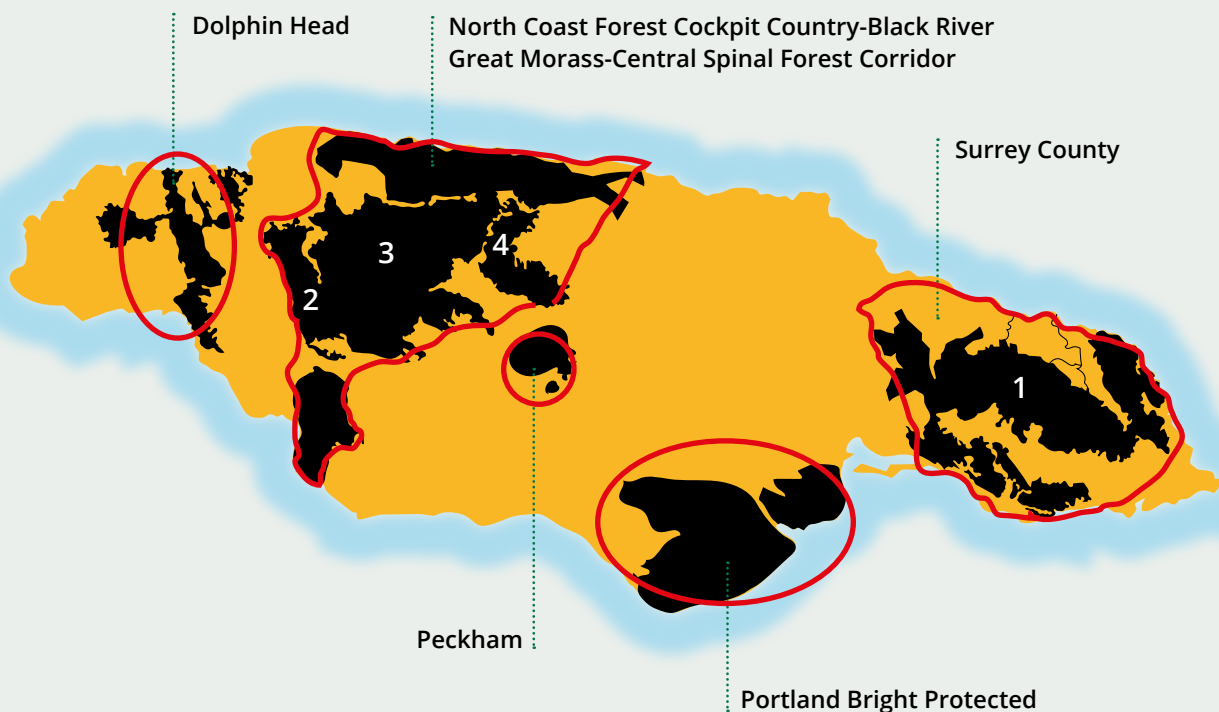 Dolphin Head
North Coast Forest Cockpit Country-Black River
Great Morass-Central Spinal Forest Corridor
Surrey County
3
4
2
1
Peckham
Portland Bright Protected